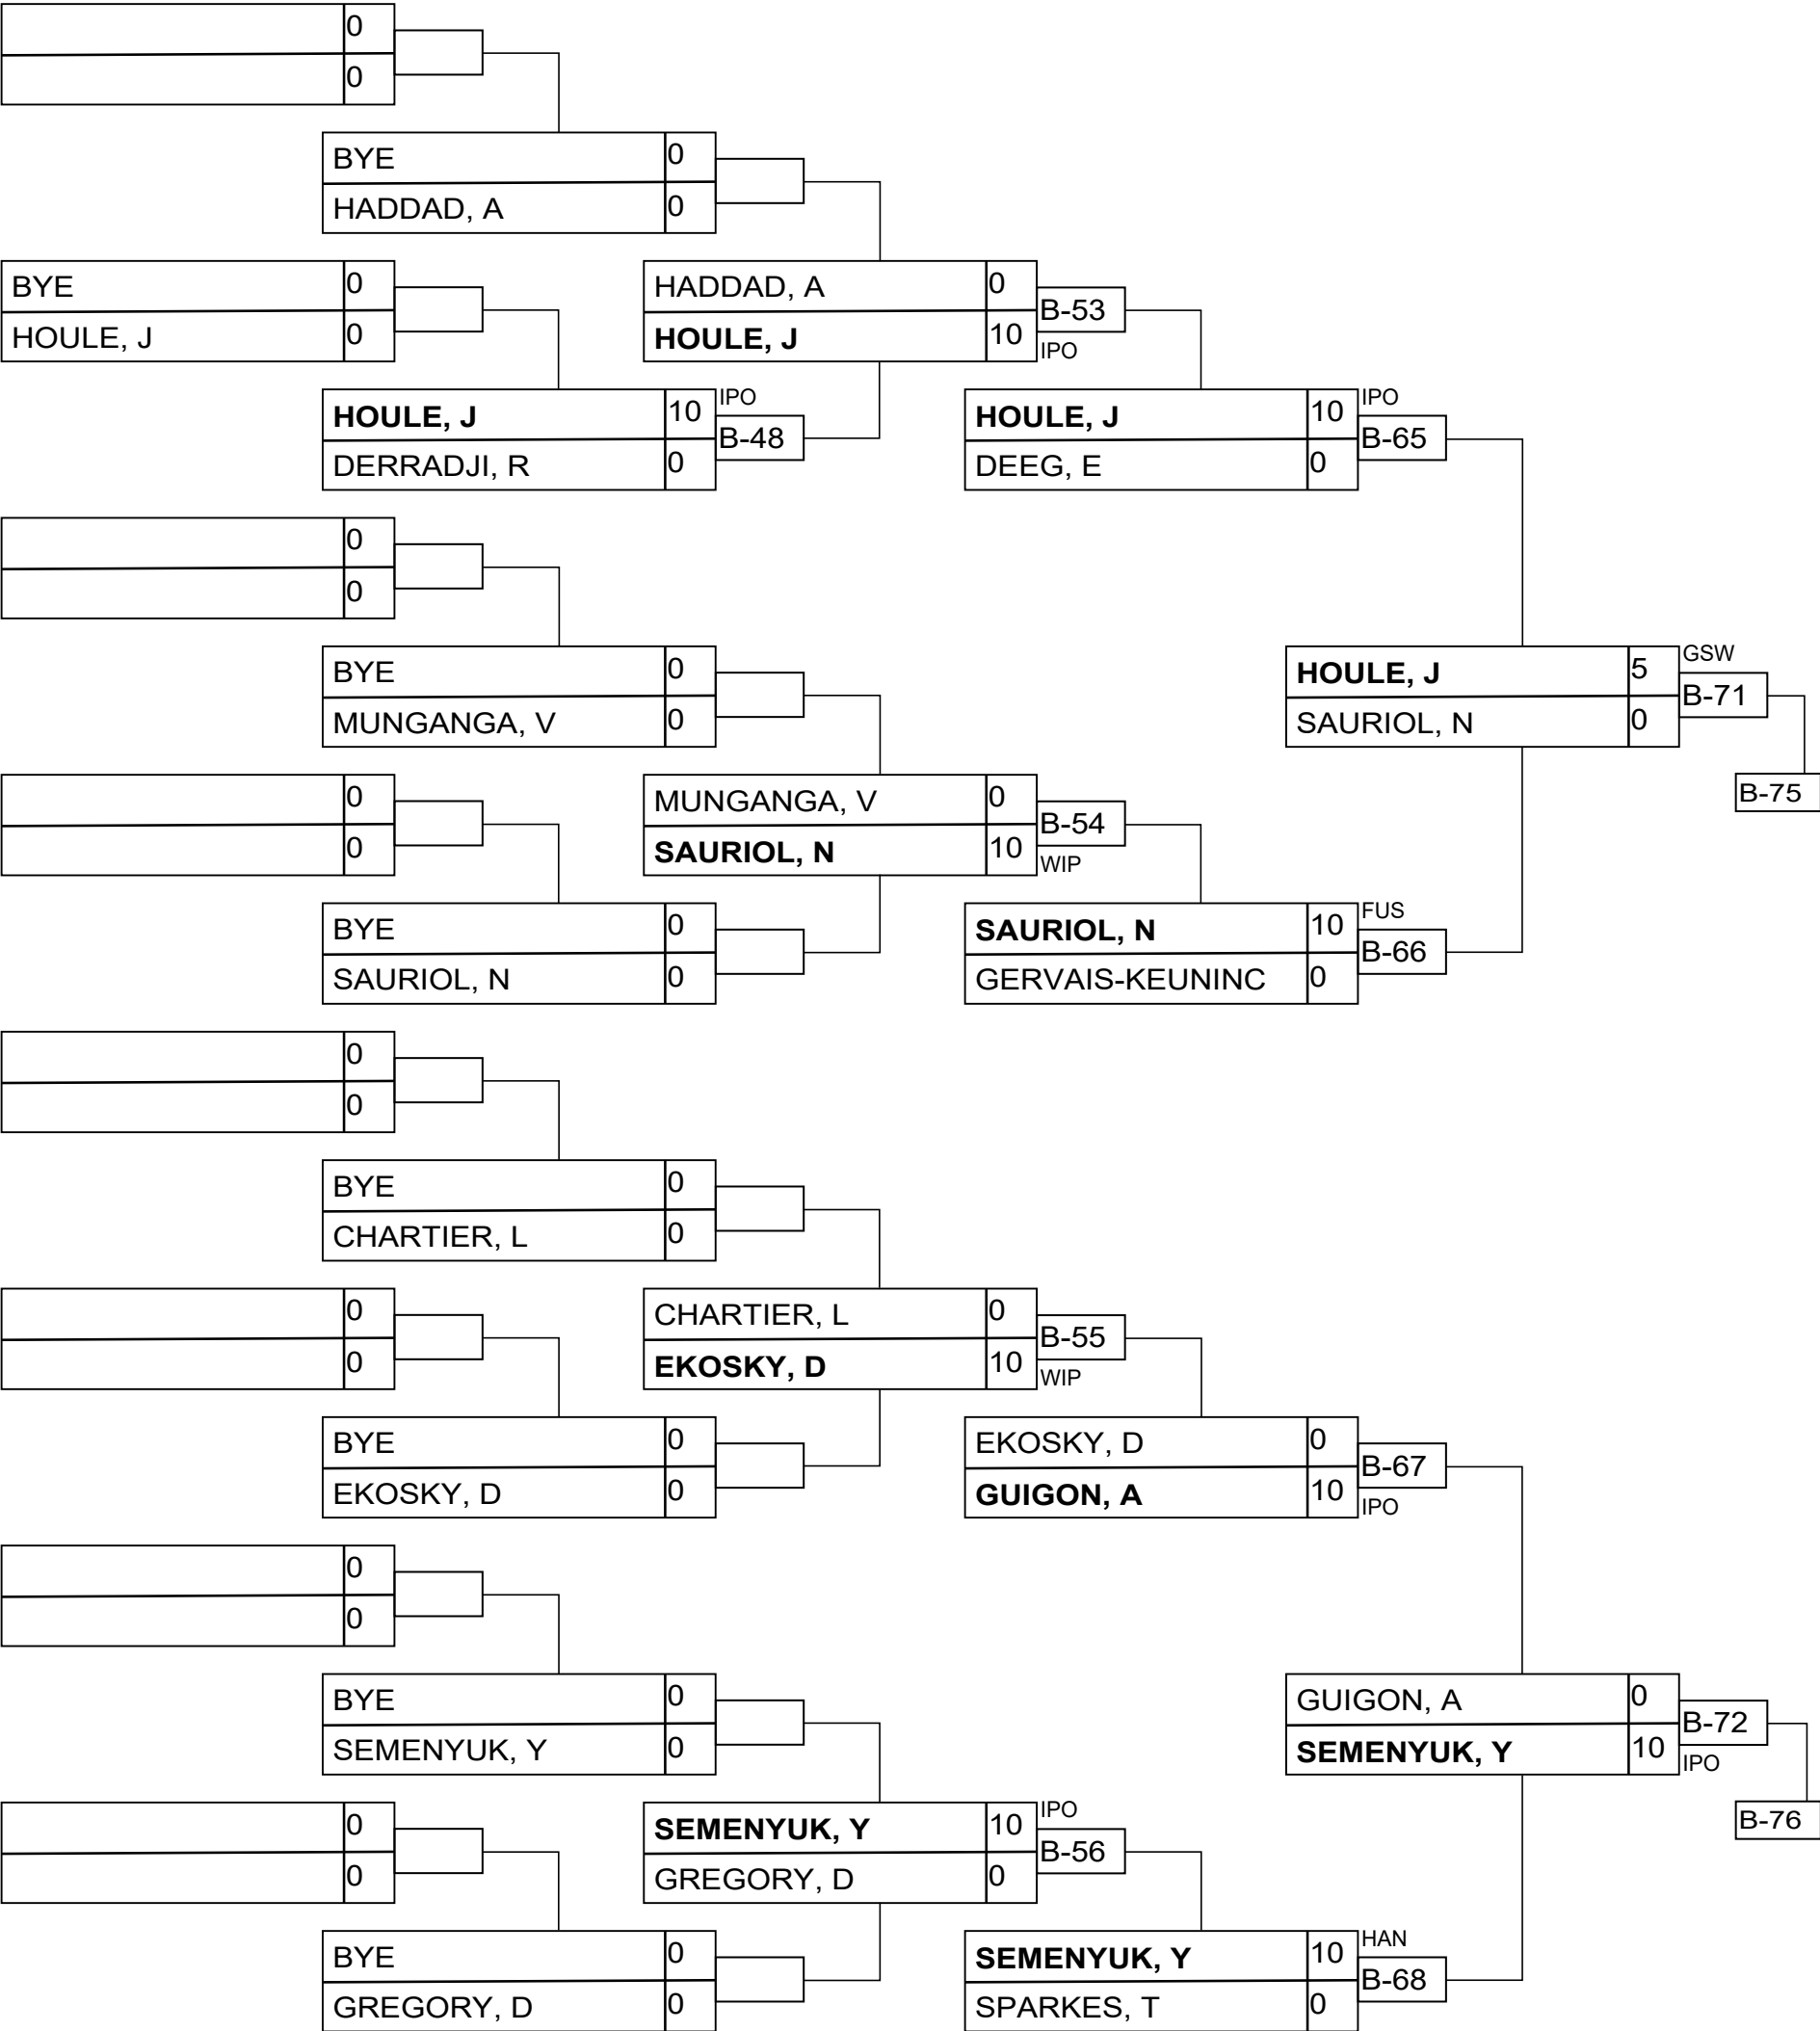 0
0
BYE 0
HADDAD, A 0
BYE 0
HOULE, J 0
HADDAD, A 0
B-53
HOULE, J 10
IPO
HOULE, J 10 IPO
B-48
DERRADJI, R 0
HOULE, J 10 IPO
B-65
DEEG, E 0
0
0
BYE 0
MUNGANGA, V 0
HOULE, J 5 GSW
B-71
SAURIOL, N 0
B-75
0
0
MUNGANGA, V 0
B-54
SAURIOL, N 10
WIP
BYE 0
SAURIOL, N 0
SAURIOL, N 10 FUS
B-66
GERVAIS-KEUNINC 0
0
0
BYE 0
CHARTIER, L 0
0
0
CHARTIER, L 0
B-55
EKOSKY, D 10
WIP
BYE 0
EKOSKY, D 0
EKOSKY, D 0
B-67
GUIGON, A 10
IPO
0
0
BYE 0
SEMENYUK, Y 0
GUIGON, A 0
B-72
SEMENYUK, Y 10
IPO
B-76
0
0
SEMENYUK, Y 10 IPO
B-56
GREGORY, D 0
BYE 0
GREGORY, D 0
SEMENYUK, Y 10 HAN
B-68
SPARKES, T 0